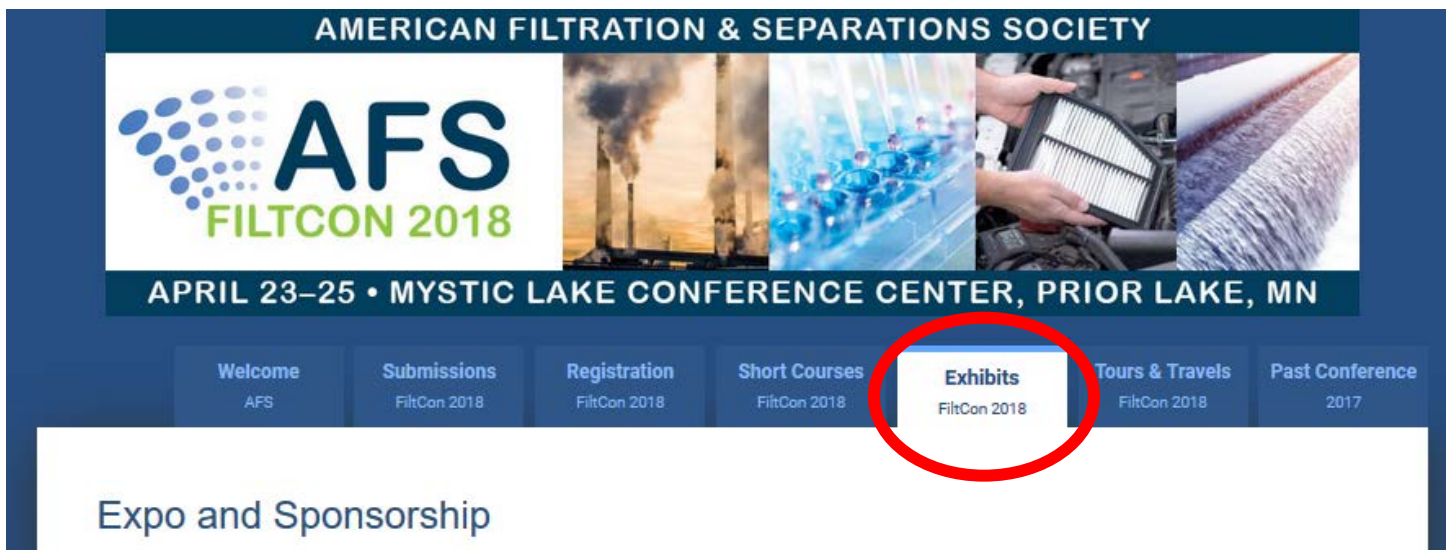 AMERICAN FILTRATION & SEPARATIONS SOCIETY
AFS
FILTCON 2018
APRIL 23–25 • MYSTIC LAKE CONFERENCE CENTER, PRIOR LAKE, MN
Welcome
AFS
Submissions
FiltCon 2018
Registration
FiltCon 2018
Short Courses
FiltCon 2018
Exhibits
FiltCon 2018
Tours & Travels
FiltCon 2018
Past Conference
2017
Expo and Sponsorship